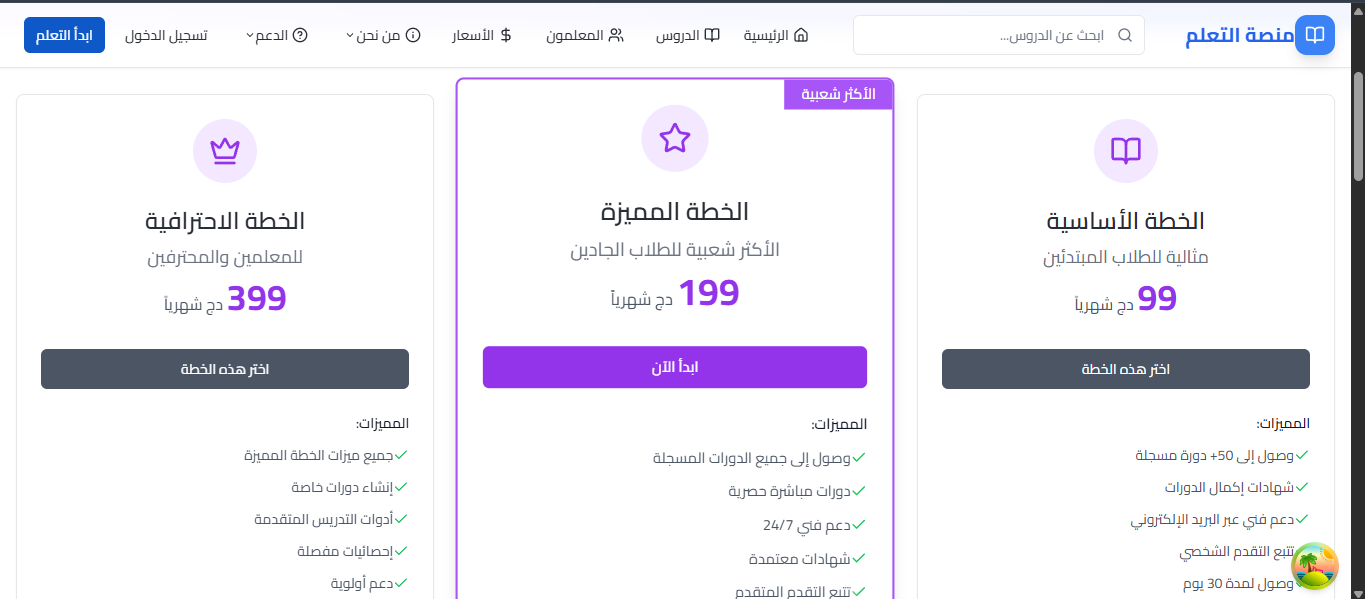 منصة التعلم
ابحث عن الدروس...
الرئيسية
الدروس
المعلمون
الأسعار
من نحن
الدعم
تسجيل الدخول
ابدأ التعلم
الخطة الأساسية
مثالية للطلاب المبتدئين
99 دج شهرياً
اختر هذه الخطة
المميزات:
وصول إلى 50+ دورة مسجلة
شهادات إكمال الدورات
دعم فني عبر البريد الإلكتروني
تتبع التقدم الشخصي
وصول لمدة 30 يوم
الأكثر شعبية
الخطة المميزة
الأكثر شعبية للطلاب الجادين
199 دج شهرياً
ابدأ الآن
المميزات:
وصول إلى جميع الدورات المسجلة
دورات مباشرة حصرية
دعم فني 24/7
شهادات معتمدة
تتبع التقدم المتقدم
الخطة الاحترافية
للمعلمين والمحترفين
399 دج شهرياً
اختر هذه الخطة
المميزات:
جميع ميزات الخطة المميزة
إنشاء دورات خاصة
أدوات التدريس المتقدمة
إحصائيات مفصلة
دعم أولوية